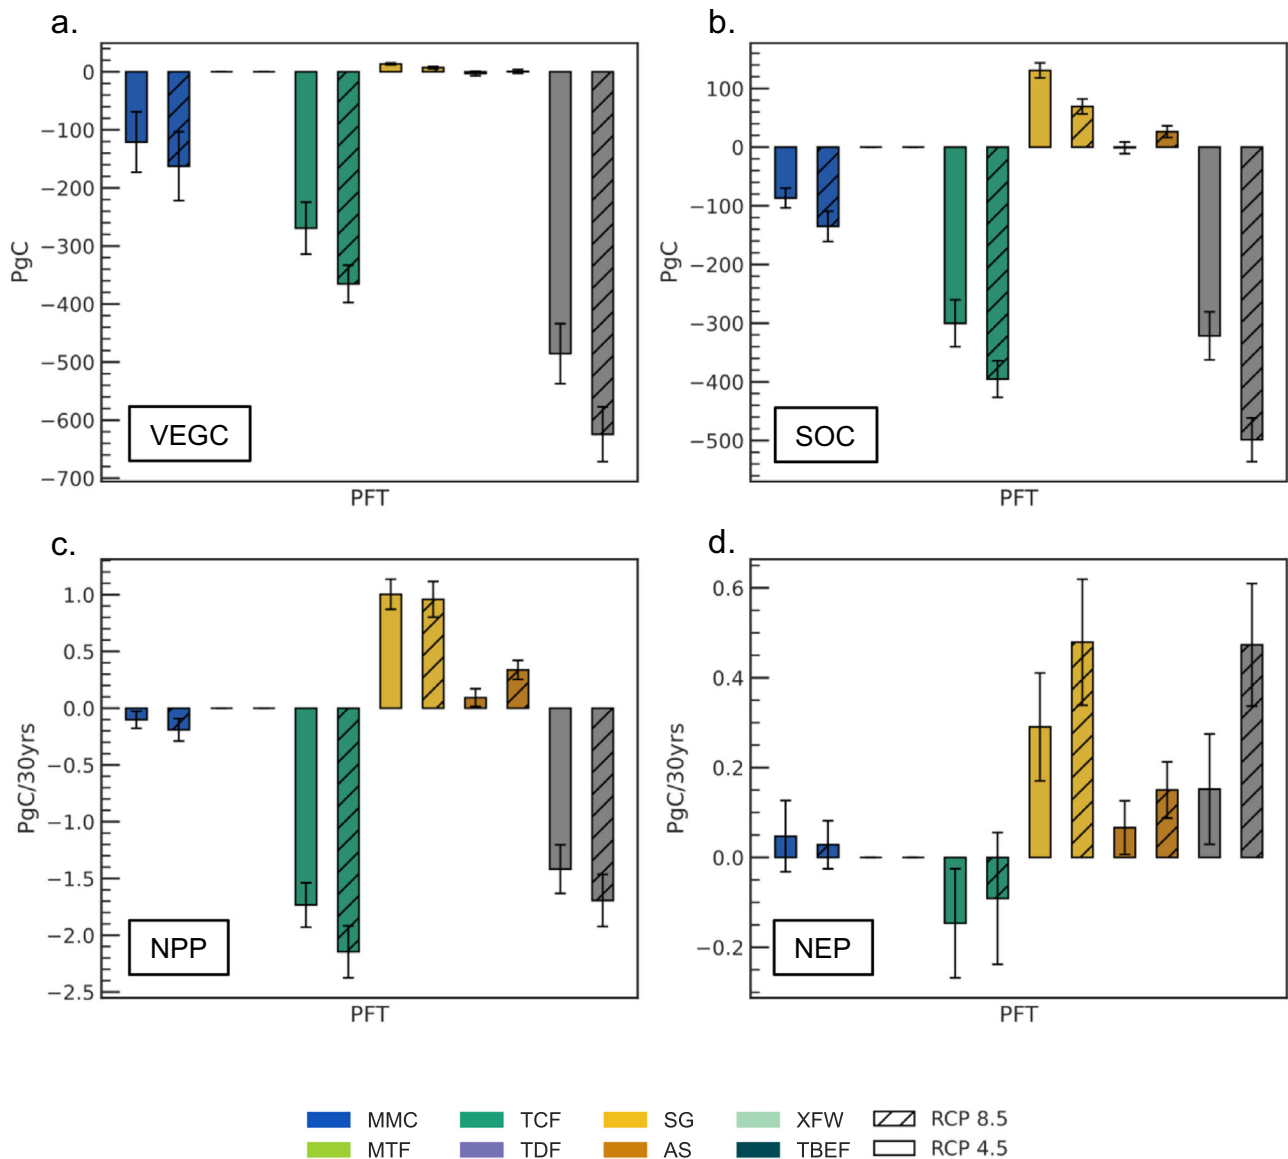 a.
0
−100
−200
−300
−400
−500
−600
−700
PgC
VEGC
PFT
b.
100
0
−100
−200
−300
−400
−500
PgC
SOC
PFT
c.
1.0
0.5
0.0
−0.5
−1.0
−1.5
−2.0
−2.5
PgC/30yrs
NPP
PFT
d.
0.6
0.4
0.2
0.0
−0.2
PgC/30yrs
NEP
PFT
MMC TCF SG XFW RCP 8.5
MTF TDF AS TBEF RCP 4.5